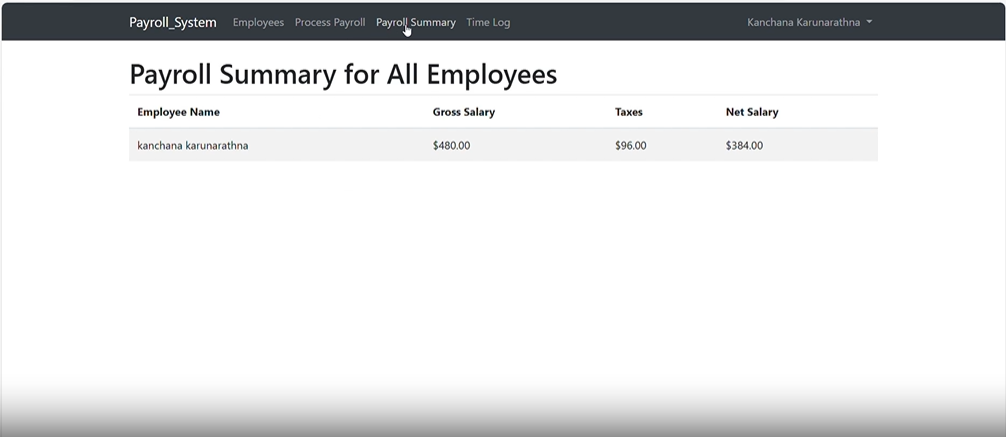 Payroll_System Employees Process Payroll Payroll Summary Time Log Kanchana Karunarathna
Payroll Summary for All Employees
Employee Name Gross Salary Taxes Net Salary
kanchana karunarathna $480.00 $96.00 $384.00